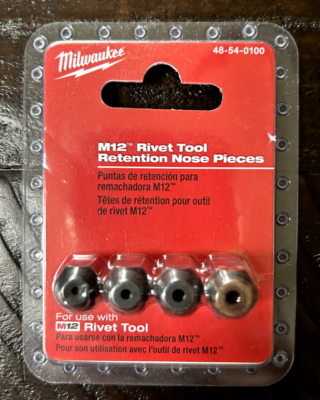 Milwaukee
48-54-0100
M12™ Rivet Tool
Retention Nose Pieces
Puntas de retención para
remachadora M12™
Têtes de rétention pour outil
de rivet M12™
For use with
M12 Rivet Tool
Para usarse con la remachadora M12™
Pour son utilisation avec l'outil de rivet M12™